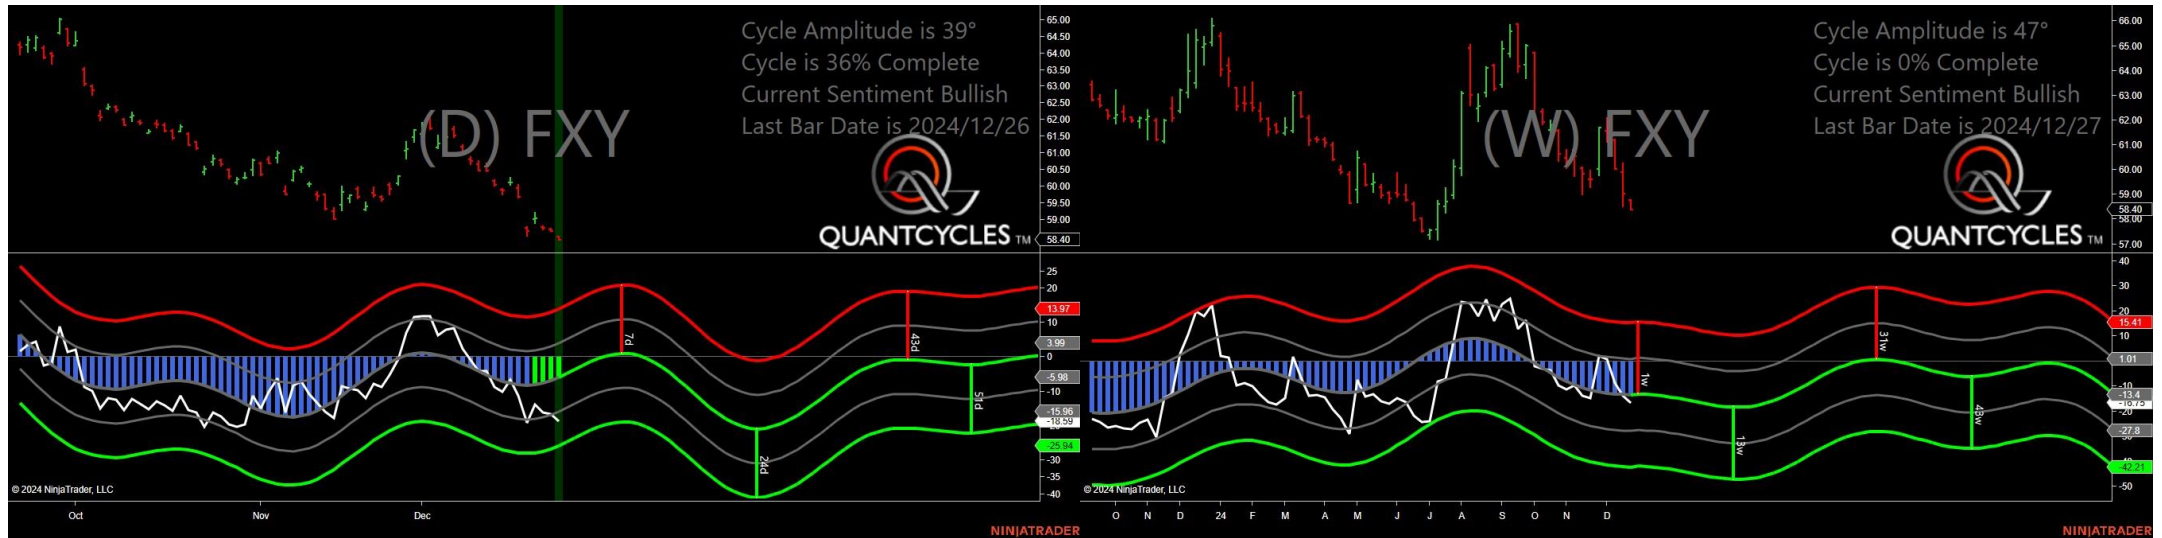 Cycle Amplitude is 39°
Cycle is 36% Complete
Current Sentiment Bullish
Last Bar Date is 2024/12/26
(D) FXY
QUANTCYCLES TM
65.00
64.50
64.00
63.50
63.00
62.50
62.00
61.50
61.00
60.50
60.00
59.50
59.00
58.40
25
20
13.97
10
3.99
0
-5.98
-10
-15.96
-18.59
-25.94
-30
-35
-40
7d
24d
43d
51d
© 2024 NinjaTrader, LLC
Oct
Nov
Dec
NINJATRADER
Cycle Amplitude is 47°
Cycle is 0% Complete
Current Sentiment Bullish
Last Bar Date is 2024/12/27
(W) FXY
QUANTCYCLES TM
66.00
65.00
64.00
63.00
62.00
61.00
60.00
59.00
58.40
58.00
57.00
40
30
20
15.41
1.01
-10
-13.4
-16.75
-20
-27.8
-42.21
-50
1w
13w
31w
43w
© 2024 NinjaTrader, LLC
O N D 24 F M A M J J A S O N D
NINJATRADER